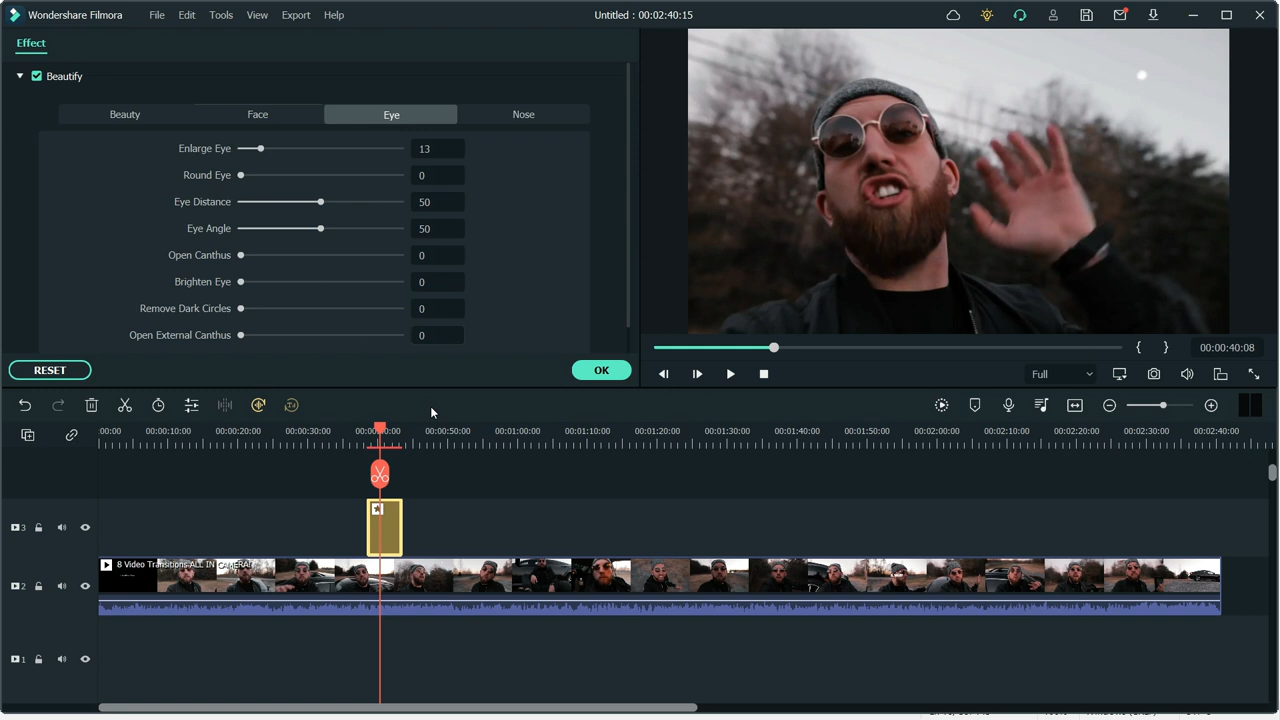 Wondershare Filmora File Edit Tools View Export Help Untitled : 00:02:40:15
Effect
Beautify
Beauty Face Eye Nose
Enlarge Eye 13
Round Eye 0
Eye Distance 50
Eye Angle 50
Open Canthus 0
Brighten Eye 0
Remove Dark Circles 0
Open External Canthus 0
{ } 00:00:40:08
RESET OK
Full
:00:00 00:00:10:00 00:00:20:00 00:00:30:00 00:00:50:00 00:01:00:00 00:01:10:00 00:01:20:00 00:01:30:00 00:01:40:00 00:01:50:00 00:02:00:00 00:02:10:00 00:02:20:00 00:02:30:00 00:02:40:00
3
8 Video Transitions ALL IN CAMERA!
2
1